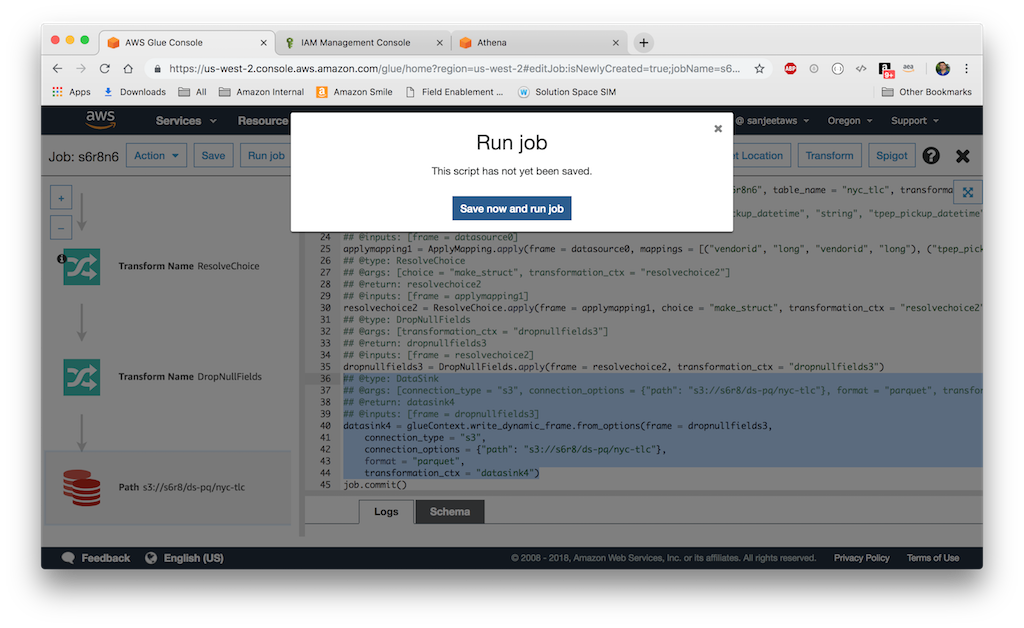 AWS Glue Console
IAM Management Console
Athena
https://us-west-2.console.aws.amazon.com/glue/home?region=us-west-2#editJob:isNewlyCreated=true;jobName=s6...
ABP
g+
aea
Apps
Downloads
All
Amazon Internal
Amazon Smile
Field Enablement ...
Solution Space SIM
Other Bookmarks
aws
Services
Resource
@ sanjeetaws
Oregon
Support
Run job
This script has not yet been saved.
Save now and run job
Job: s6r8n6
Action
Save
Run job
t Location
Transform
Spigot
6r8n6", table_name = "nyc_tlc", transforma
ckup_datetime", "string", "tpep_pickup_datetime"
24 ## @inputs: [frame = datasource0]
25 applymapping1 = ApplyMapping.apply(frame = datasource0, mappings = [("vendorid", "long", "vendorid", "long"), ("tpep_pick
26 ## @type: ResolveChoice
27 ## @args: [choice = "make_struct", transformation_ctx = "resolvechoice2"]
28 ## @return: resolvechoice2
29 ## @inputs: [frame = applymapping1]
30 resolvechoice2 = ResolveChoice.apply(frame = applymapping1, choice = "make_struct", transformation_ctx = "resolvechoice2"
31 ## @type: DropNullFields
32 ## @args: [transformation_ctx = "dropnullfields3"]
33 ## @return: dropnullfields3
34 ## @inputs: [frame = resolvechoice2]
35 dropnullfields3 = DropNullFields.apply(frame = resolvechoice2, transformation_ctx = "dropnullfields3")
36 ## @type: DataSink
37 ## @args: [connection_type = "s3", connection_options = {"path": "s3://s6r8/ds-pq/nyc-tlc"}, format = "parquet", transfor
38 ## @return: datasink4
39 ## @inputs: [frame = dropnullfields3]
40 datasink4 = glueContext.write_dynamic_frame.from_options(frame = dropnullfields3,
41 connection_type = "s3",
42 connection_options = {"path": "s3://s6r8/ds-pq/nyc-tlc"},
43 format = "parquet",
44 transformation_ctx = "datasink4")
45 job.commit()
Transform Name ResolveChoice
Transform Name DropNullFields
Path s3://s6r8/ds-pq/nyc-tlc
Logs
Schema
Feedback
English (US)
© 2008 - 2018, Amazon Web Services, Inc. or its affiliates. All rights reserved.
Privacy Policy
Terms of Use